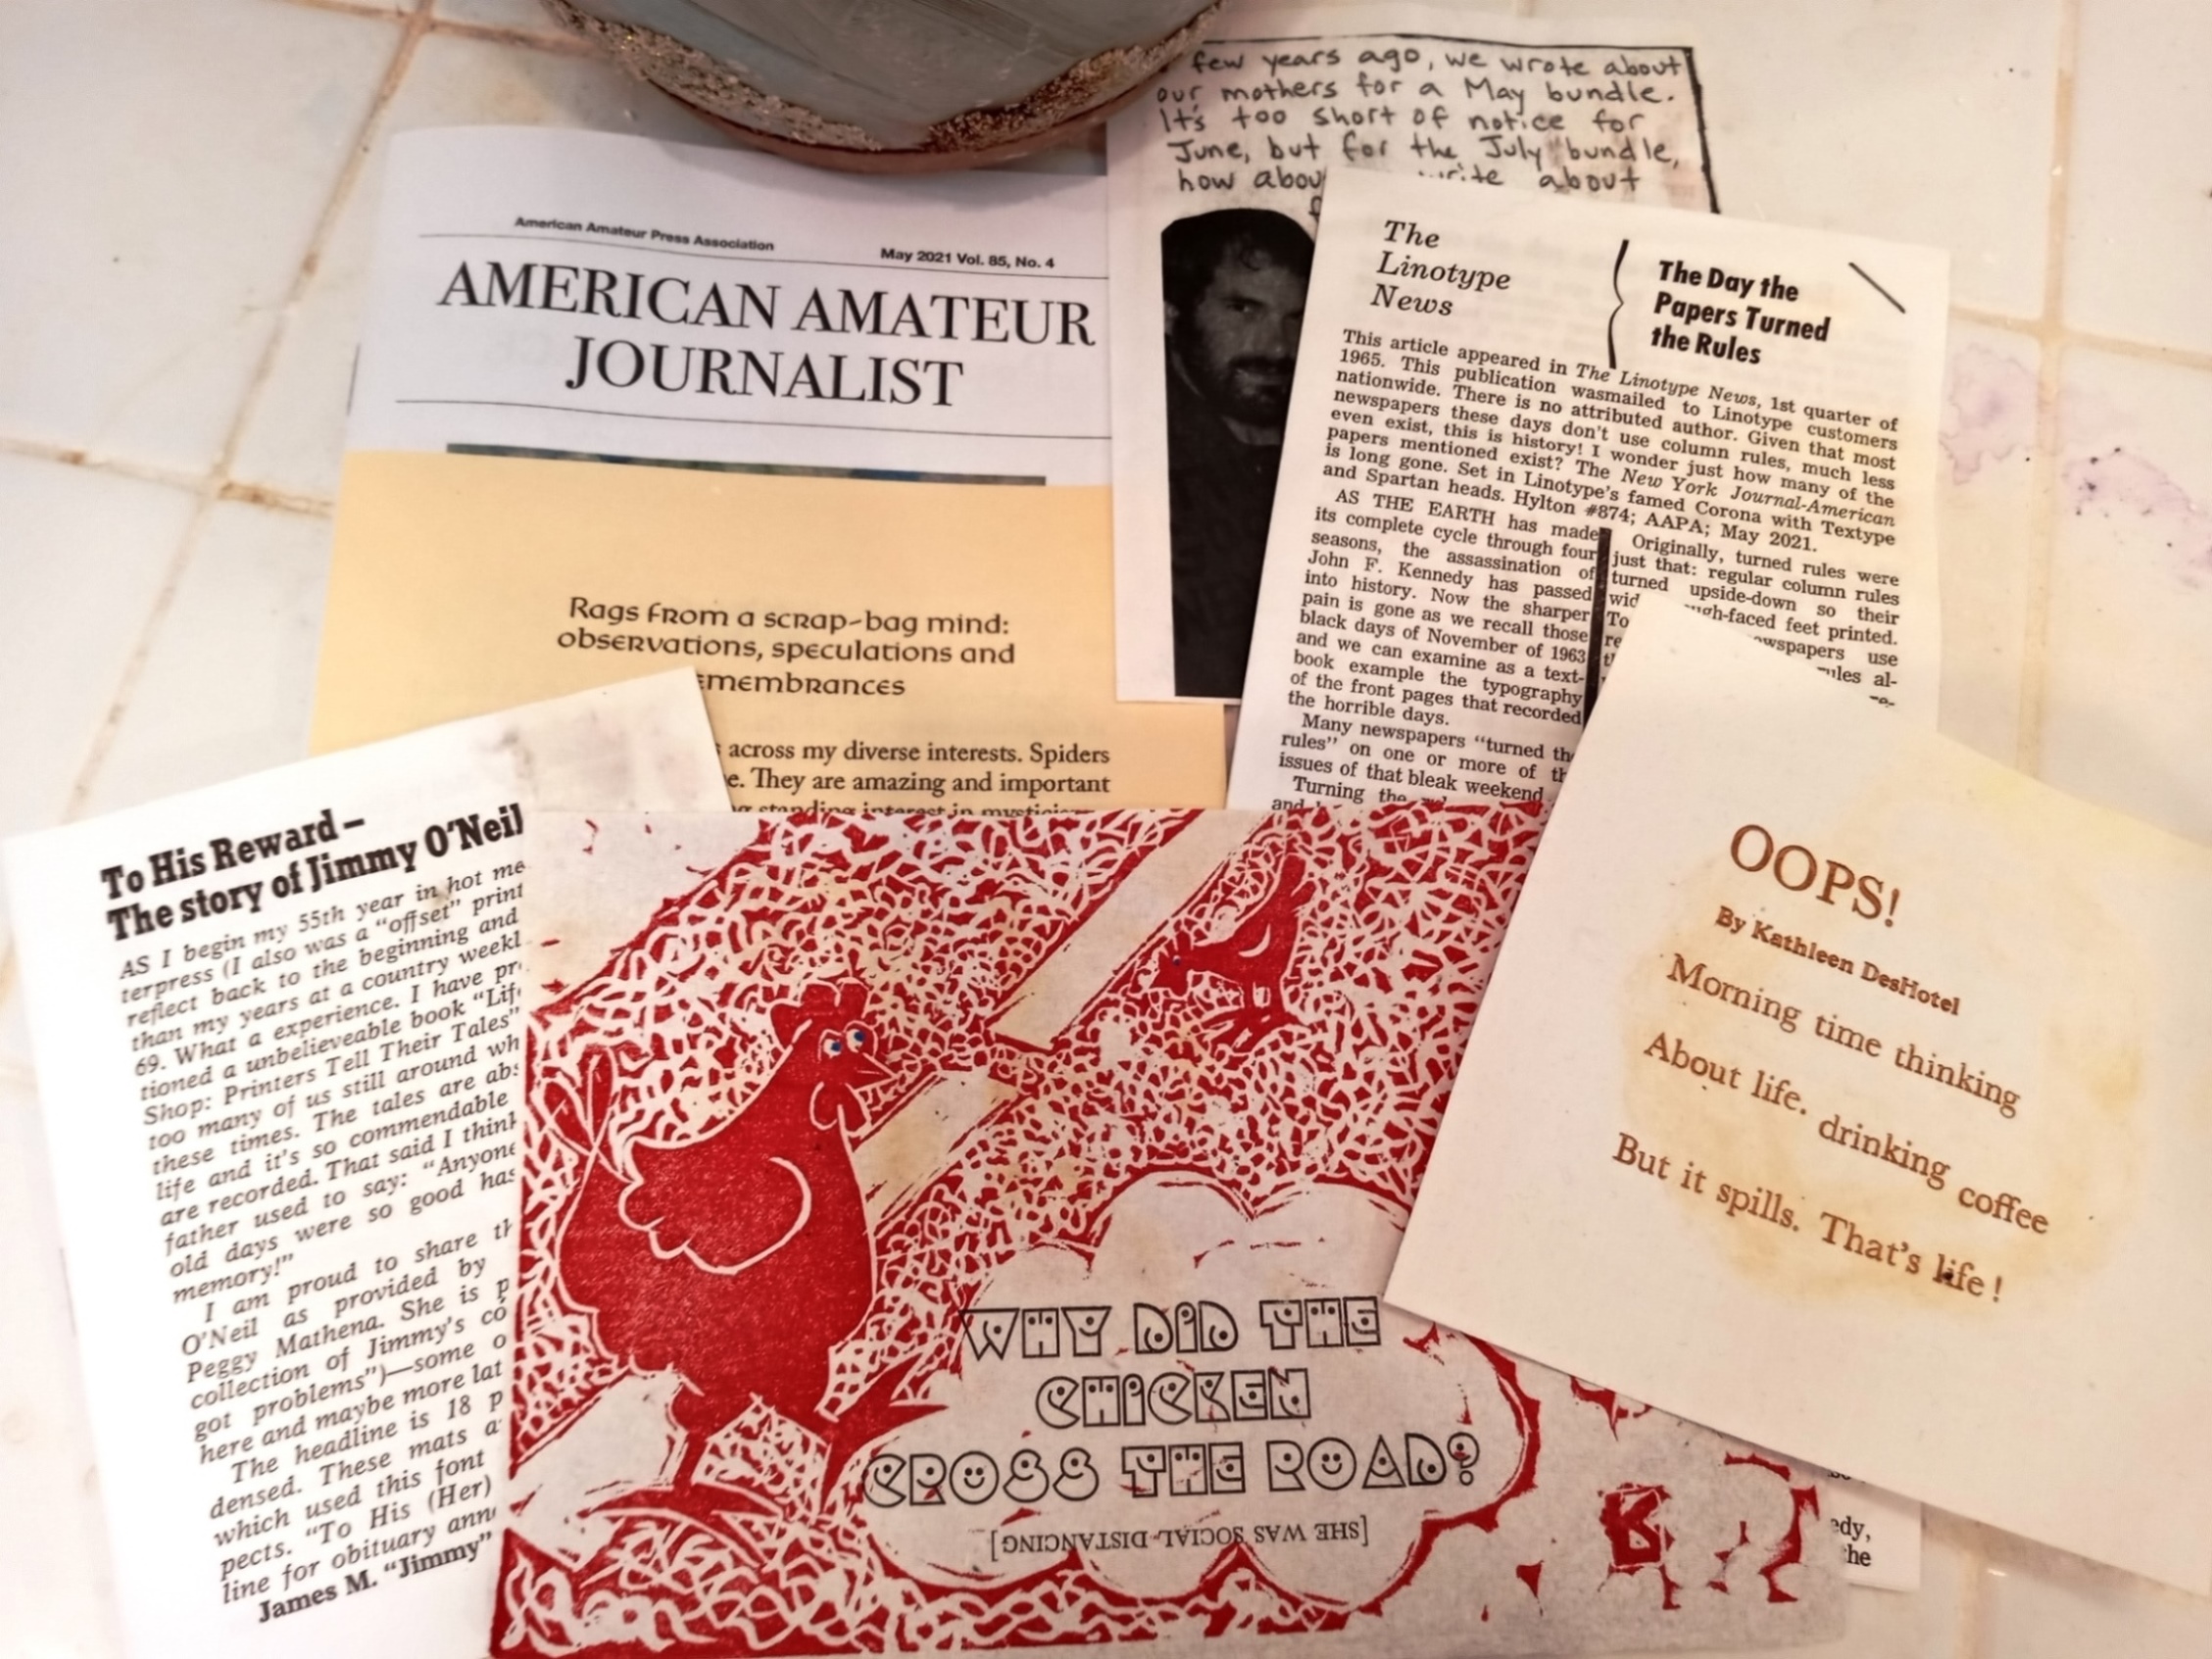 few years ago, we wrote about
our mothers for a May bundle.
It's too short of notice for
June, but for the July bundle,
how about
about
American Amateur Press Association
May 2021 Vol. 85, No. 4
AMERICAN AMATEUR
JOURNALIST
The
Linotype
News
The Day the
Papers Turned
the Rules
This article appeared in The Linotype News, 1st quarter of
1965. This publication wasmailed to Linotype customers
nationwide. There is no attributed author. Given that most
newspapers these days don't use column rules, much less
even exist, this is history! I wonder just how many of the
papers mentioned exist? The New York Journal-American
is long gone. Set in Linotype's famed Corona with Textype
and Spartan heads. Hylton #874; AAPA; May 2021.
AS THE EARTH has made
its complete cycle through four
seasons, the assassination of
John F. Kennedy has passed
into history. Now the sharper
pain is gone as we recall those
black days of November of 1963
and we can examine as a text-
book example the typography
of the front pages that recorded
the horrible days.
Many newspapers "turned the
rules" on one or more of
issues of that bleak weekend
Turning the
Originally, turned rules were
just that: regular column rules
turned upside-down so their
feet printed.
use
al-
Rags from a scrap-bag mind:
observations, speculations and
across my diverse interests. Spiders
They are amazing and important
standing interest in
To His Reward–
The story of Jimmy O'Neil
AS I begin my 55th year in hot me
terpress (I also was a "offset" print
reflect back to the beginning and
than my years at a country weekl
69. What a experience. I have pr
tioned a unbelieveable book "Lif
Shop: Printers Tell Their Tales"
too many of us still around wh
these times. The tales are abs
life and it's so commendable
are recorded. That said I think
father used to say: "Anyone
old days were so good has
memory!"
I am proud to share th
O'Neil as provided by
Peggy Mathena. She is p
collection of Jimmy's co
got problems")—some o
here and maybe more lat
The headline is 18 p
densed. These mats a
which used this font
pects. "To His (Her)
line for obituary ann
James M. "Jimmy"
OOPS!
By Kathleen DesHotel
Morning time thinking
About life. drinking coffee
But it spills. That's life!
WHY DID THE
CHICKEN
CROSS THE ROAD?
[SHE WAS SOCIAL-DISTANCING]
edy,
the